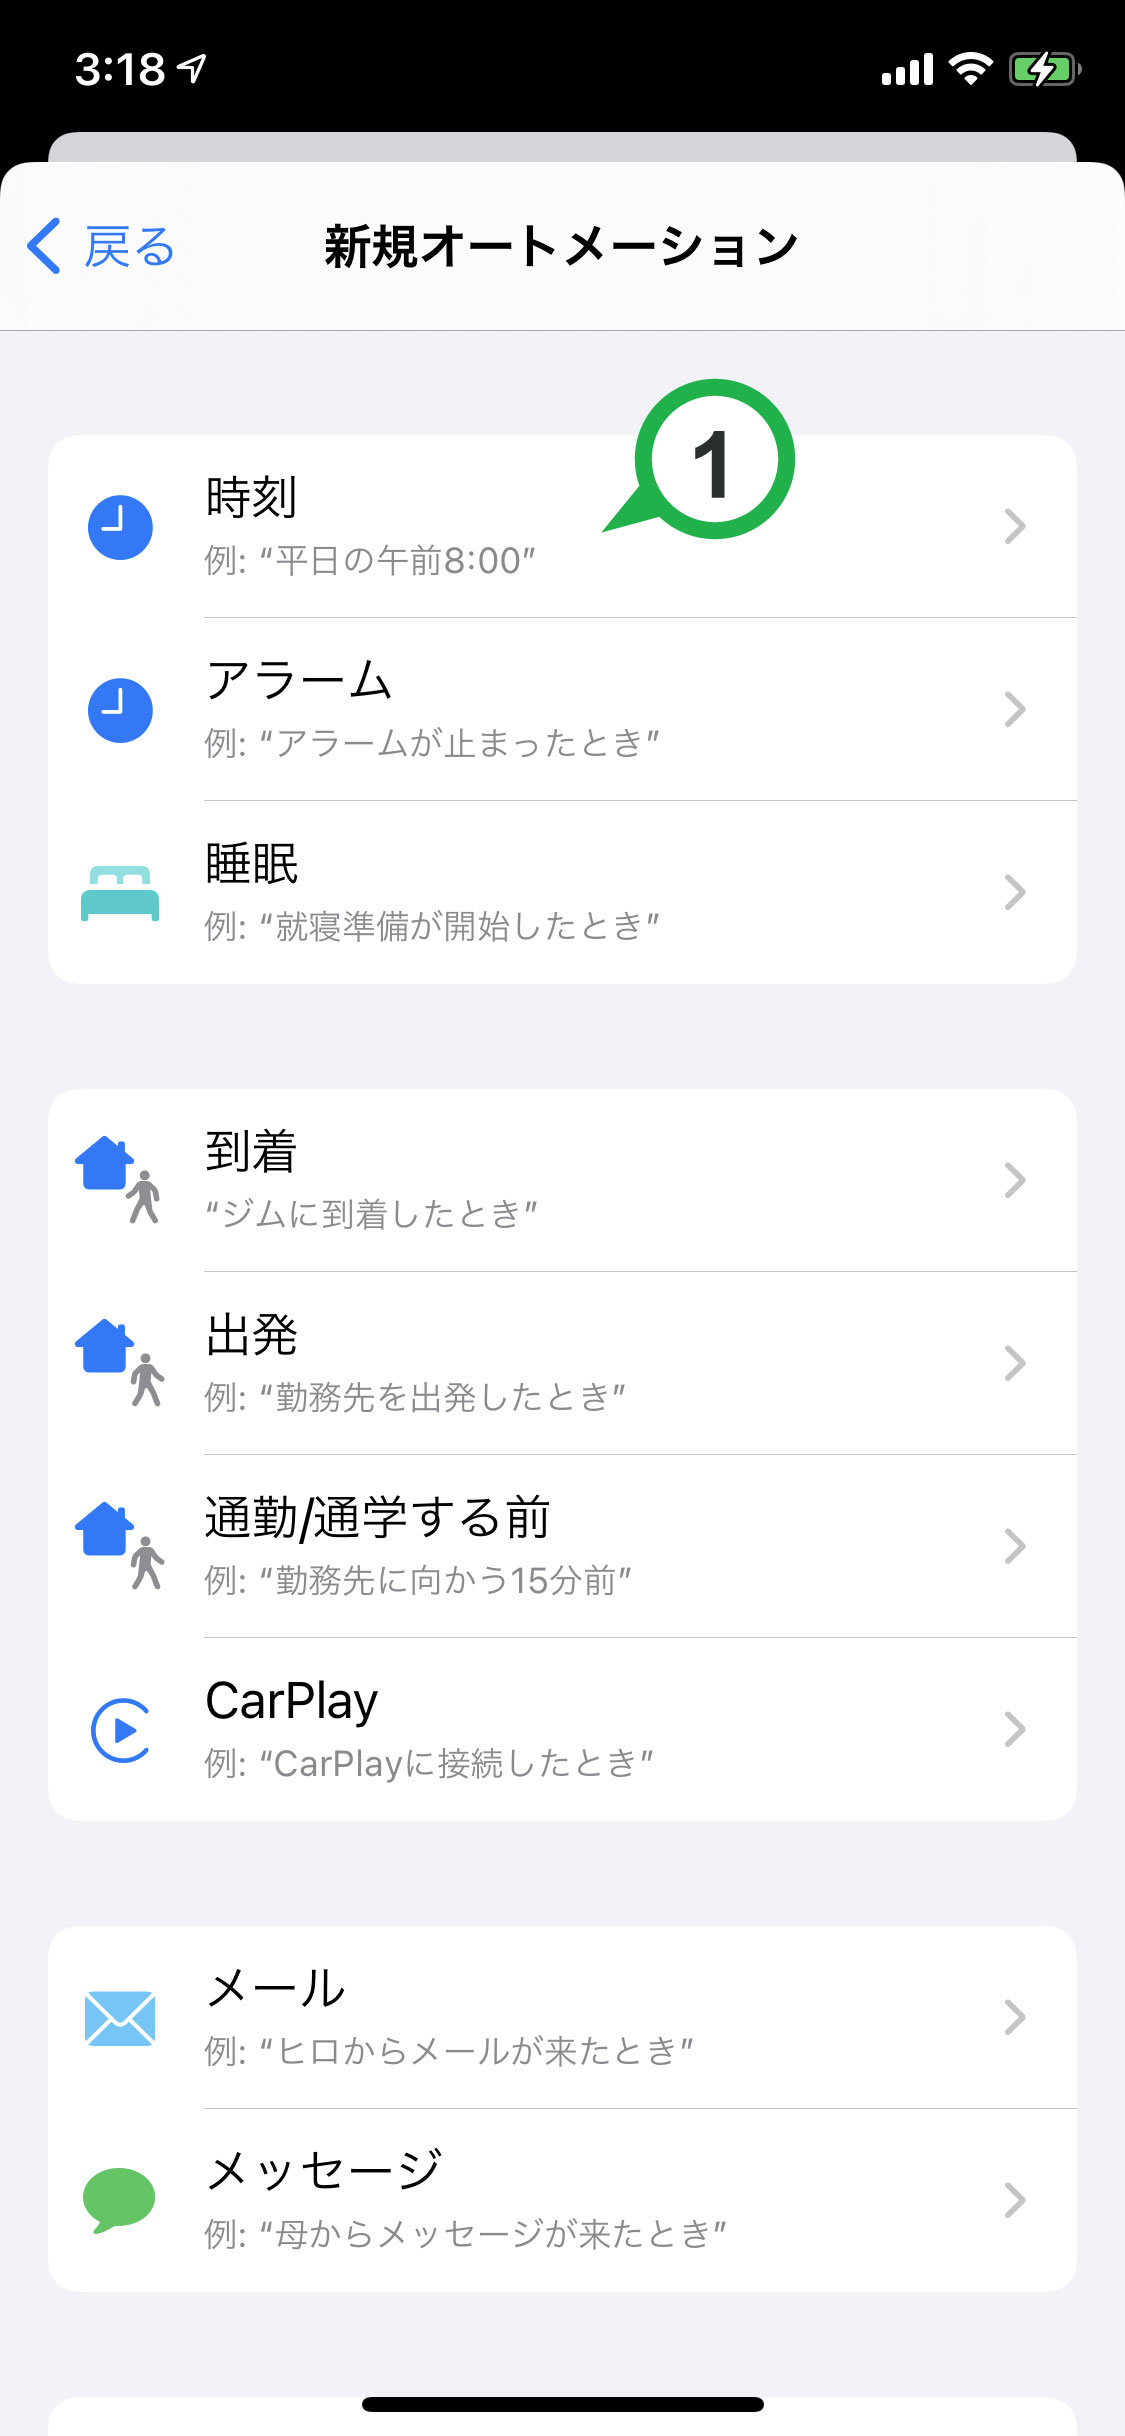 3:18
戻る
新規オートメーション
1
時刻
例: “平日の午前8:00”
アラーム
例: “アラームが止まったとき”
睡眠
例: “就寝準備が開始したとき”
到着
“ジムに到着したとき”
出発
例: “勤務先を出発したとき”
通勤/通学する前
例: “勤務先に向かう15分前”
CarPlay
例: “CarPlayに接続したとき”
メール
例: “ヒロからメールが来たとき”
メッセージ
例: “母からメッセージが来たとき”